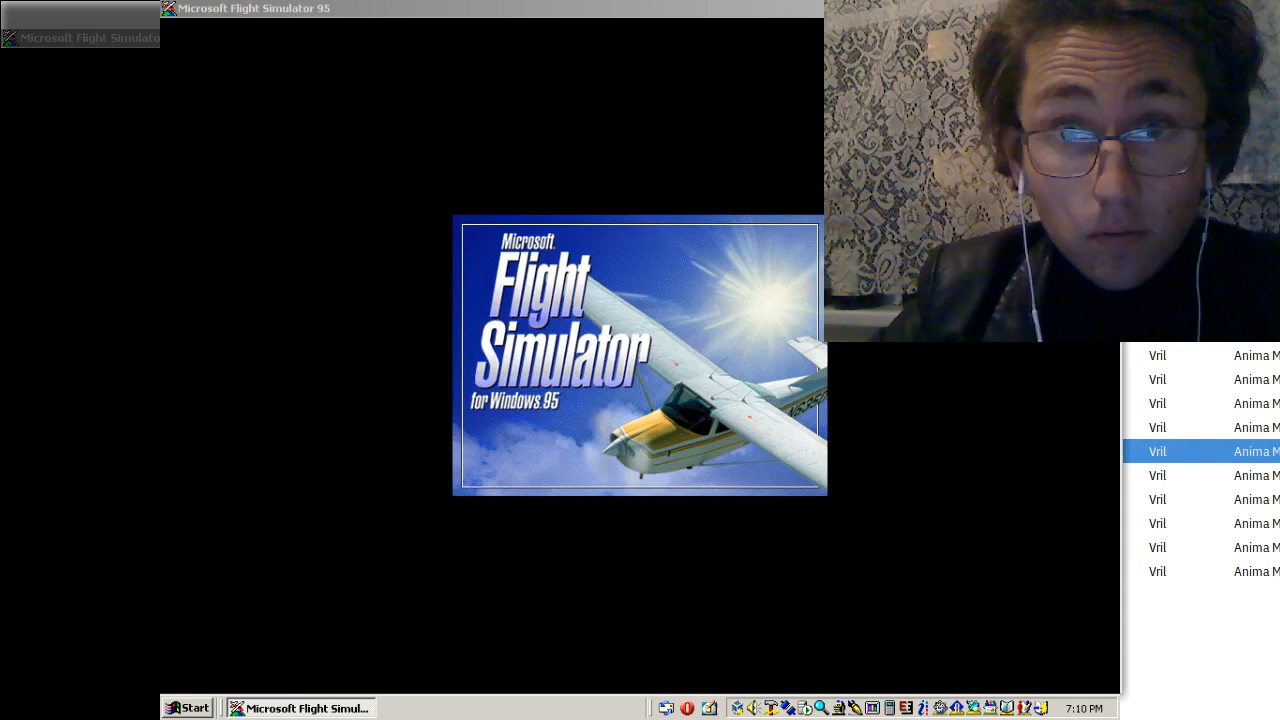 Microsoft Flight Simulator 95
Microsoft Flight Simulato
Microsoft
Flight
Simulator
for Windows 95
Vril Anima M
Vril Anima M
Vril Anima M
Vril Anima M
Vril Anima M
Vril Anima M
Vril Anima M
Vril Anima M
Vril Anima M
Vril Anima M
Start
Microsoft Flight Simul...
7:10 PM